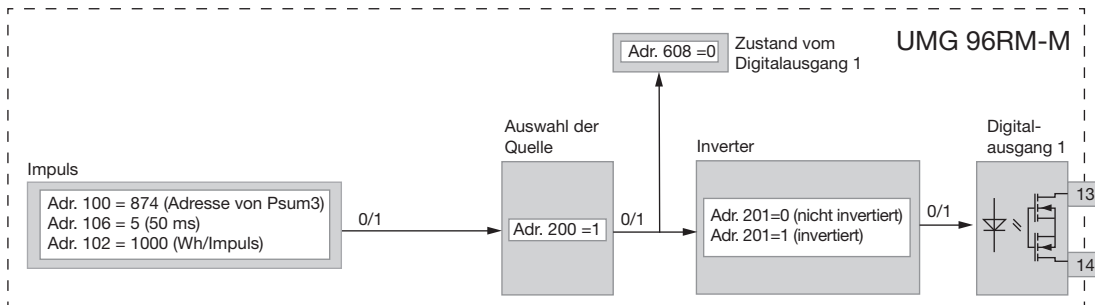 UMG 96RM-M
Adr. 608 =0
Zustand vom
Digitalausgang 1
Auswahl der
Quelle
Inverter
Digital-
ausgang 1
Impuls
Adr. 100 = 874 (Adresse von Psum3)
Adr. 106 = 5 (50 ms)
Adr. 102 = 1000 (Wh/Impuls)
0/1
Adr. 200 =1
0/1
Adr. 201=0 (nicht invertiert)
Adr. 201=1 (invertiert)
0/1
13
14